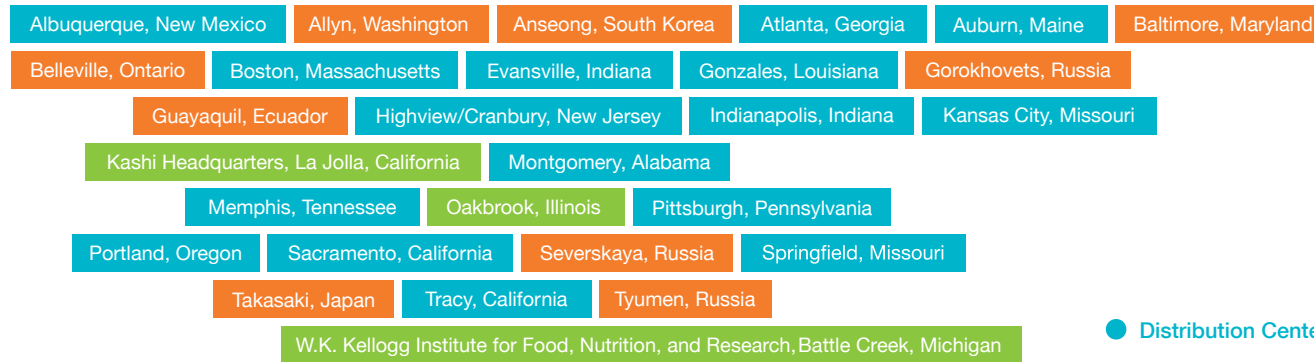 Albuquerque, New Mexico Allyn, Washington Anseong, South Korea Atlanta, Georgia Auburn, Maine Baltimore, Maryland
Belleville, Ontario Boston, Massachusetts Evansville, Indiana Gonzales, Louisiana Gorokhovets, Russia
Guayaquil, Ecuador Highview/Cranbury, New Jersey Indianapolis, Indiana Kansas City, Missouri
Kashi Headquarters, La Jolla, California Montgomery, Alabama
Memphis, Tennessee Oakbrook, Illinois Pittsburgh, Pennsylvania
Portland, Oregon Sacramento, California Severskaya, Russia Springfield, Missouri
Takasaki, Japan Tracy, California Tyumen, Russia
W.K. Kellogg Institute for Food, Nutrition, and Research, Battle Creek, Michigan
Distribution Cente